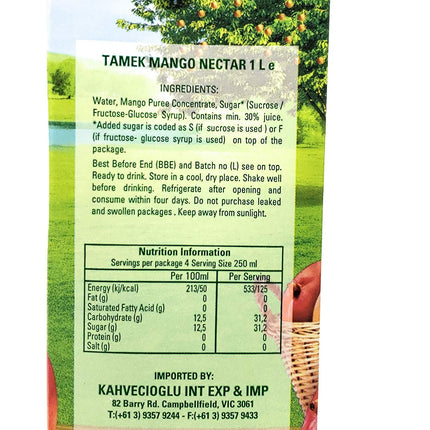 TAMEK MANGO NECTAR 1 L e
INGREDIENTS:
Water, Mango Puree Concentrate, Sugar* (Sucrose /
Fructose-Glucose Syrup). Contains min. 30% juice.
*Added sugar is coded as S (if sucrose is used ) or F
(if fructose- glucose syrup is used) on top of the
package.
Best Before End (BBE) and Batch no (L) see on top.
Ready to drink. Store in a cool, dry place. Shake well
before drinking. Refrigerate after opening and
consume within four days. Do not purchase leaked
and swollen packages . Keep away from sunlight.
Nutrition Information
Servings per package 4 Serving Size 250 ml
Per 100ml Per Serving
Energy (kj/kcal) 213/50 533/125
Fat (g) 0 0
Saturated Fatty Acid (g) 0 0
Carbohydrate (g) 12,5 31,2
Sugar (g) 12,5 31,2
Protein (g) 0 0
Salt (g) 0 0
IMPORTED BY:
KAHVECIOGLU INT EXP & IMP
82 Barry Rd. Campbellfield, VIC 3061
T:(+61 3) 9357 9244 - F:(+61 3) 9357 9433